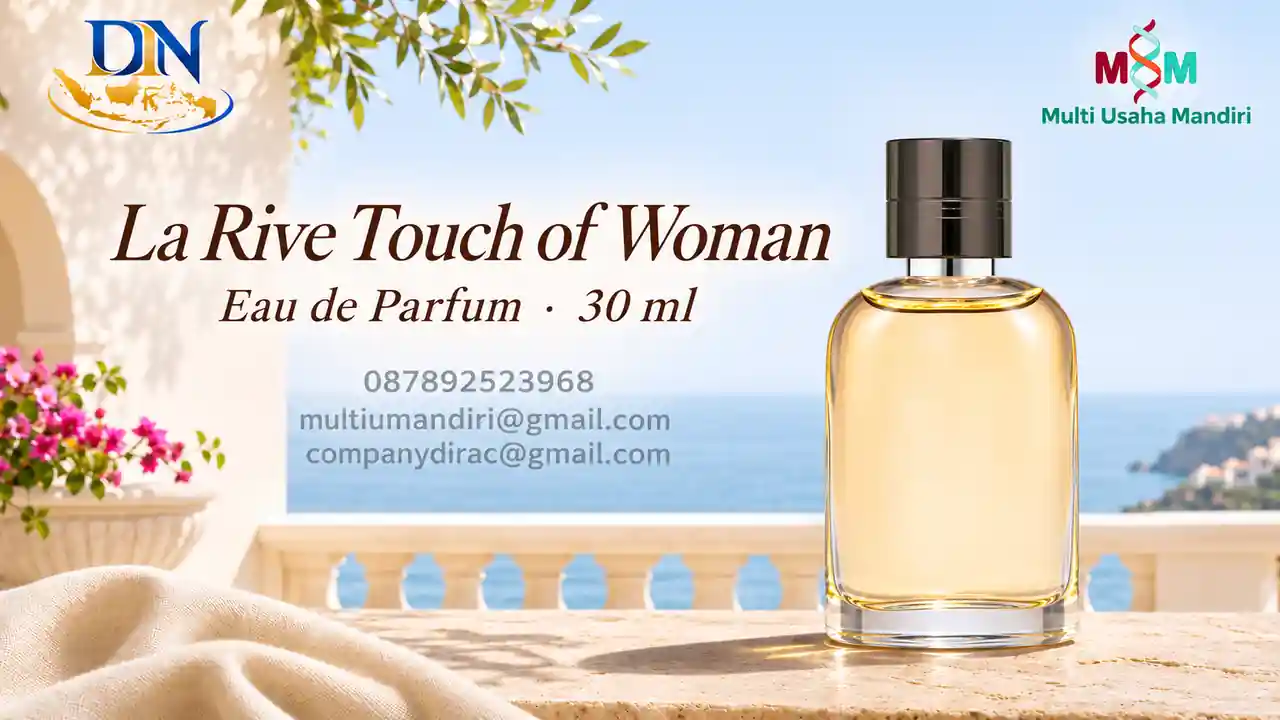 DIN
MSM
Multi Usaha Mandiri
La Rive Touch of Woman
Eau de Parfum · 30 ml
087892523968
multiumandiri@gmail.com
companydirac@gmail.com